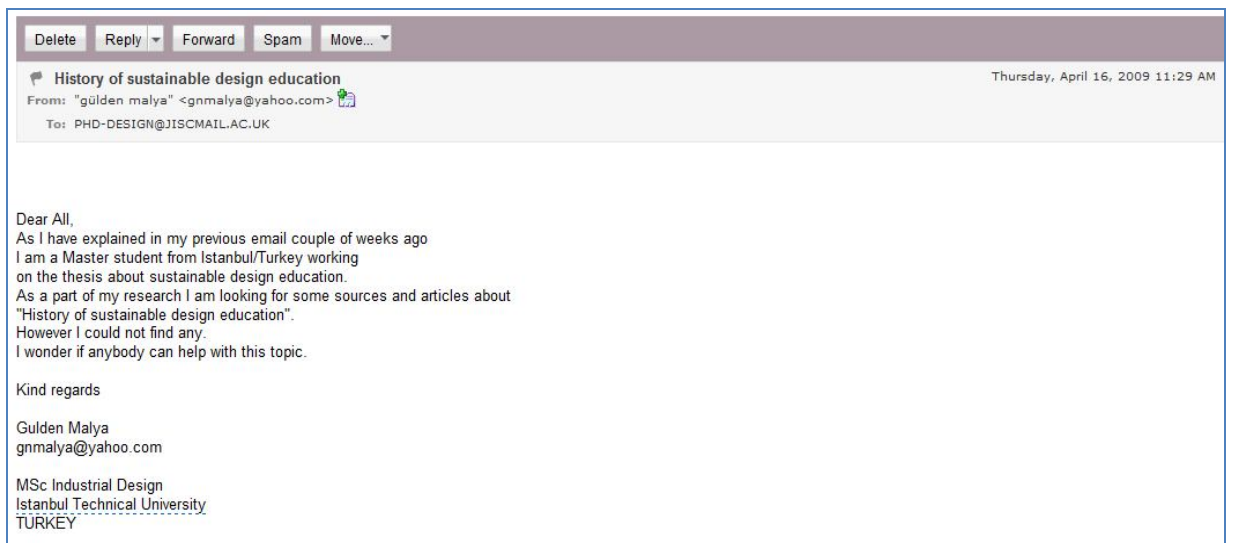 Delete Reply Forward Spam Move...
History of sustainable design education Thursday, April 16, 2009 11:29 AM
From: "gülden malya" <gnmalya@yahoo.com>
To: PHD-DESIGN@JISCMAIL.AC.UK
Dear All,
As I have explained in my previous email couple of weeks ago
I am a Master student from Istanbul/Turkey working
on the thesis about sustainable design education.
As a part of my research I am looking for some sources and articles about
"History of sustainable design education".
However I could not find any.
I wonder if anybody can help with this topic.
Kind regards
Gulden Malya
gnmalya@yahoo.com
MSc Industrial Design
Istanbul Technical University
TURKEY